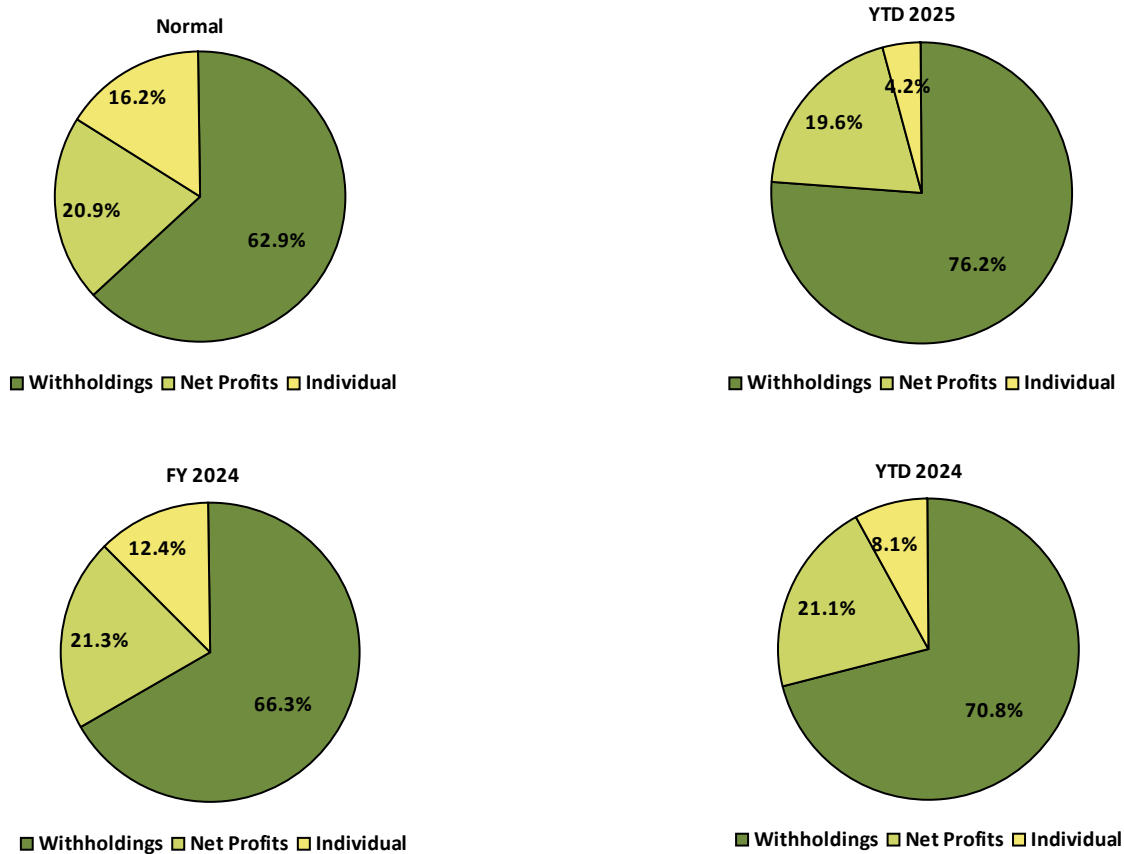 Normal
16.2%
20.9%
62.9%
Withholdings Net Profits Individual
YTD 2025
4.2%
19.6%
76.2%
Withholdings Net Profits Individual
FY 2024
12.4%
21.3%
66.3%
Withholdings Net Profits Individual
YTD 2024
8.1%
21.1%
70.8%
Withholdings Net Profits Individual